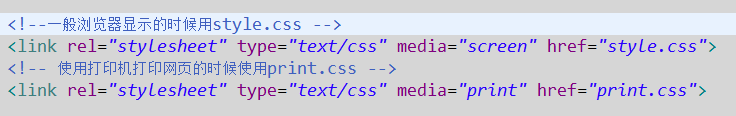 <!--一般浏览器显示的时候用style.css -->
<link rel="stylesheet" type="text/css" media="screen" href="style.css">
<!-- 使用打印机打印网页的时候使用print.css -->
<link rel="stylesheet" type="text/css" media="print" href="print.css">